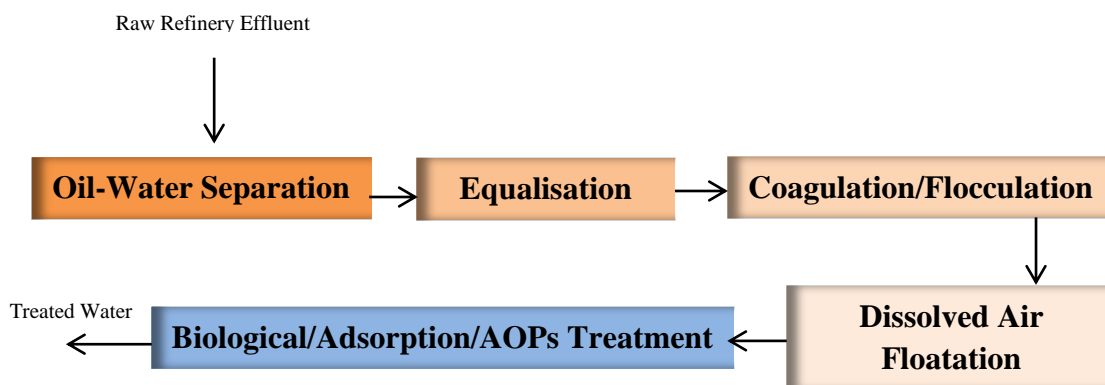 Raw Refinery Effluent
Oil-Water Separation
Equalisation
Coagulation/Flocculation
Dissolved Air
Floatation
Biological/Adsorption/AOPs Treatment
Treated Water